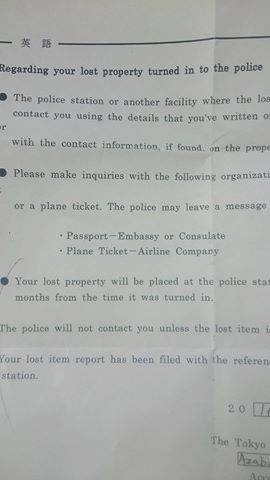 英 語
Regarding your lost property turned in to the police
● The police station or another facility where the
contact you using the details that you've written
or
with the contact information, if found, on the
● Please make inquiries with the following
or a plane ticket. The police may leave a message
・Passport－Embassy or Consulate
・Plane Ticket－Airline Company
● Your lost property will be placed at the police
months from the time it was turned in.
The police will not contact you unless the lost item
Your lost item report has been filed with the
station.
20
The Tokyo
Azab